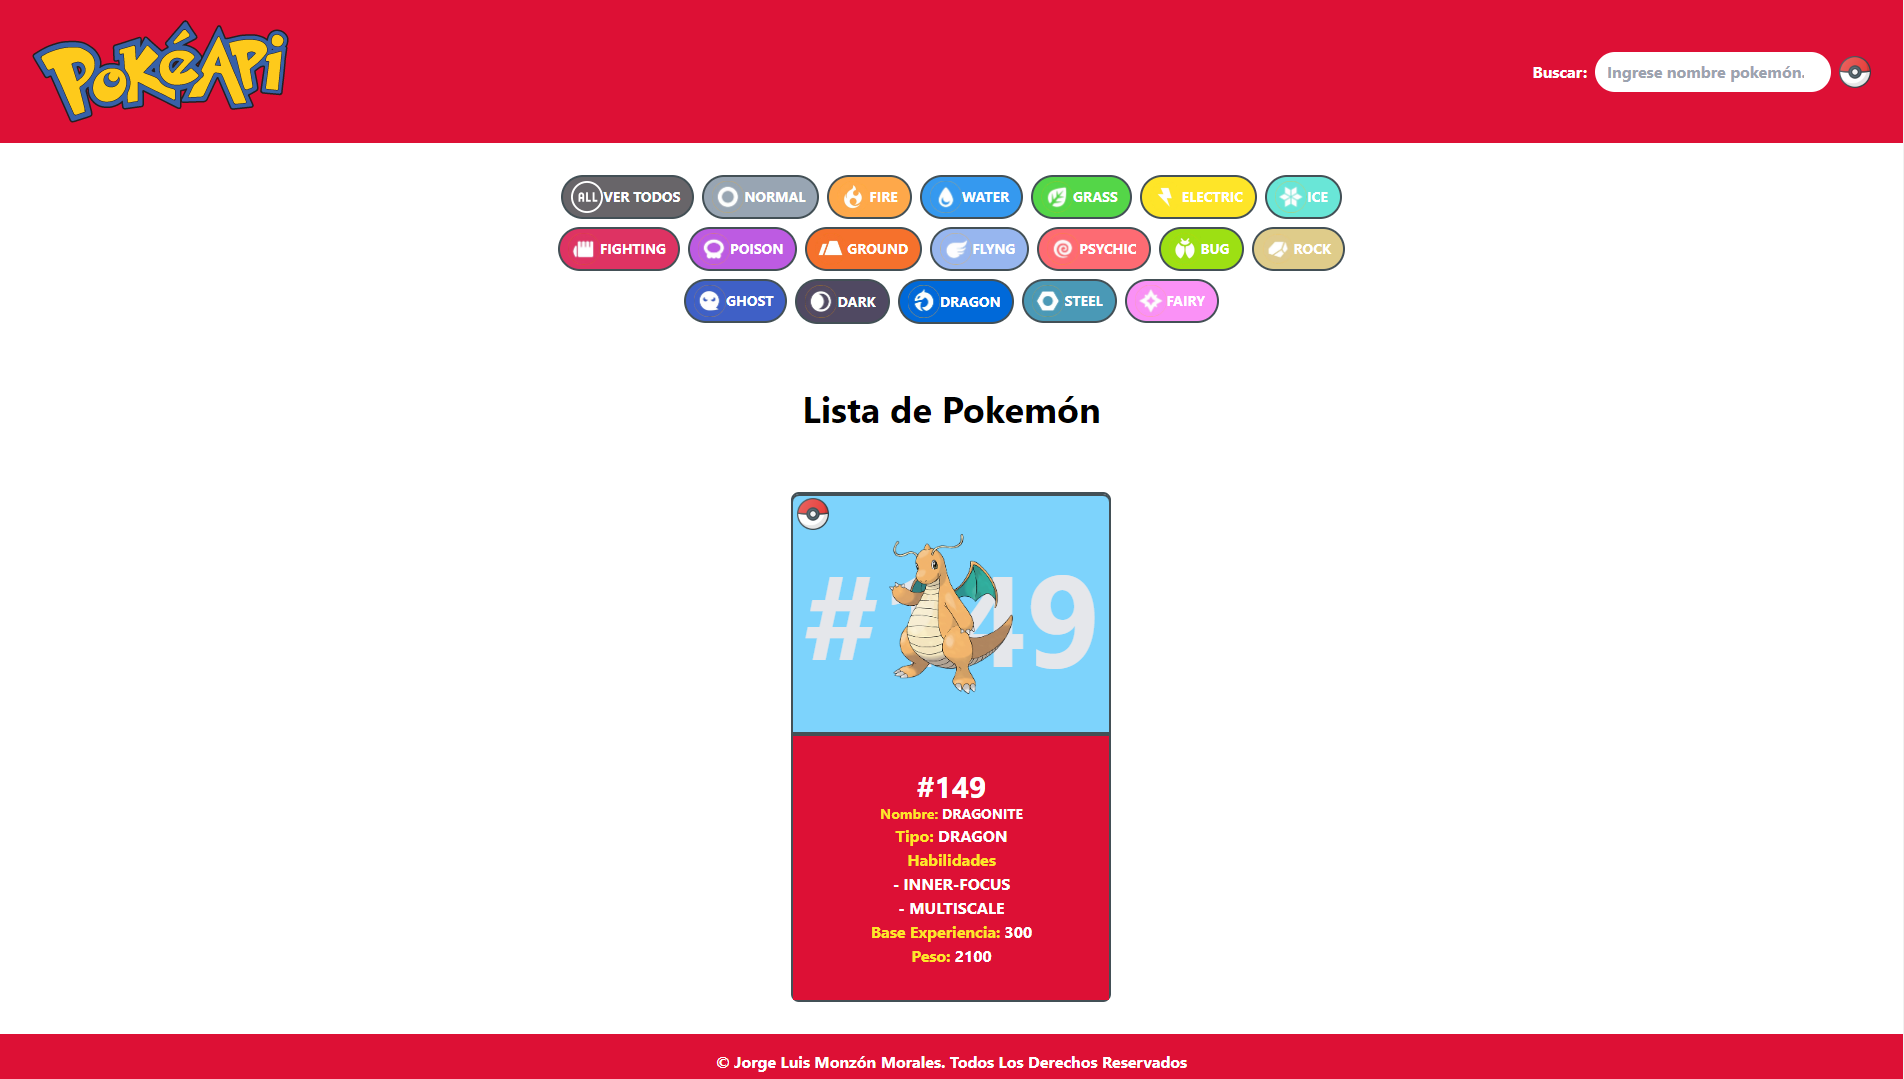 PokéApi
Buscar: Ingrese nombre pokemón.
ALL VER TODOS NORMAL FIRE WATER GRASS ELECTRIC ICE
FIGHTING POISON GROUND FLYNG PSYCHIC BUG ROCK
GHOST DARK DRAGON STEEL FAIRY
Lista de Pokemón
#149
#149
Nombre: DRAGONITE
Tipo: DRAGON
Habilidades
- INNER-FOCUS
- MULTISCALE
Base Experiencia: 300
Peso: 2100
© Jorge Luis Monzón Morales. Todos Los Derechos Reservados